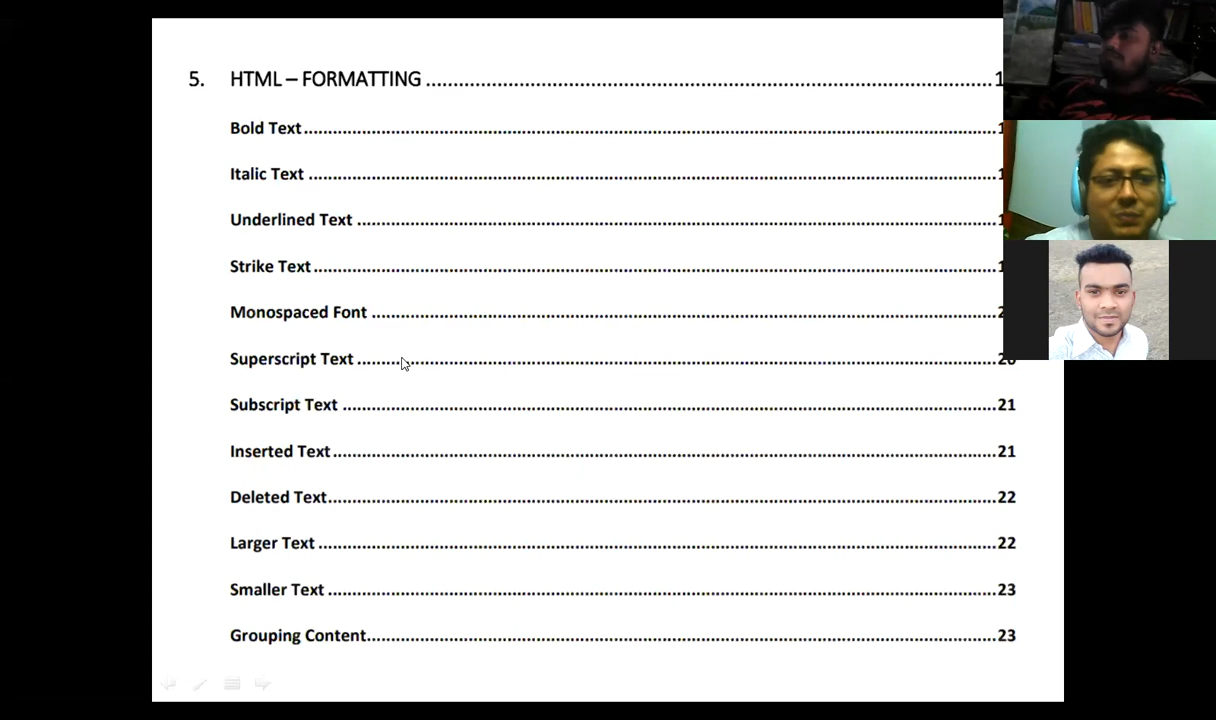 5. HTML – FORMATTING
Bold Text
Italic Text
Underlined Text
Strike Text
Monospaced Font
Superscript Text
Subscript Text 21
Inserted Text 21
Deleted Text 22
Larger Text 22
Smaller Text 23
Grouping Content 23